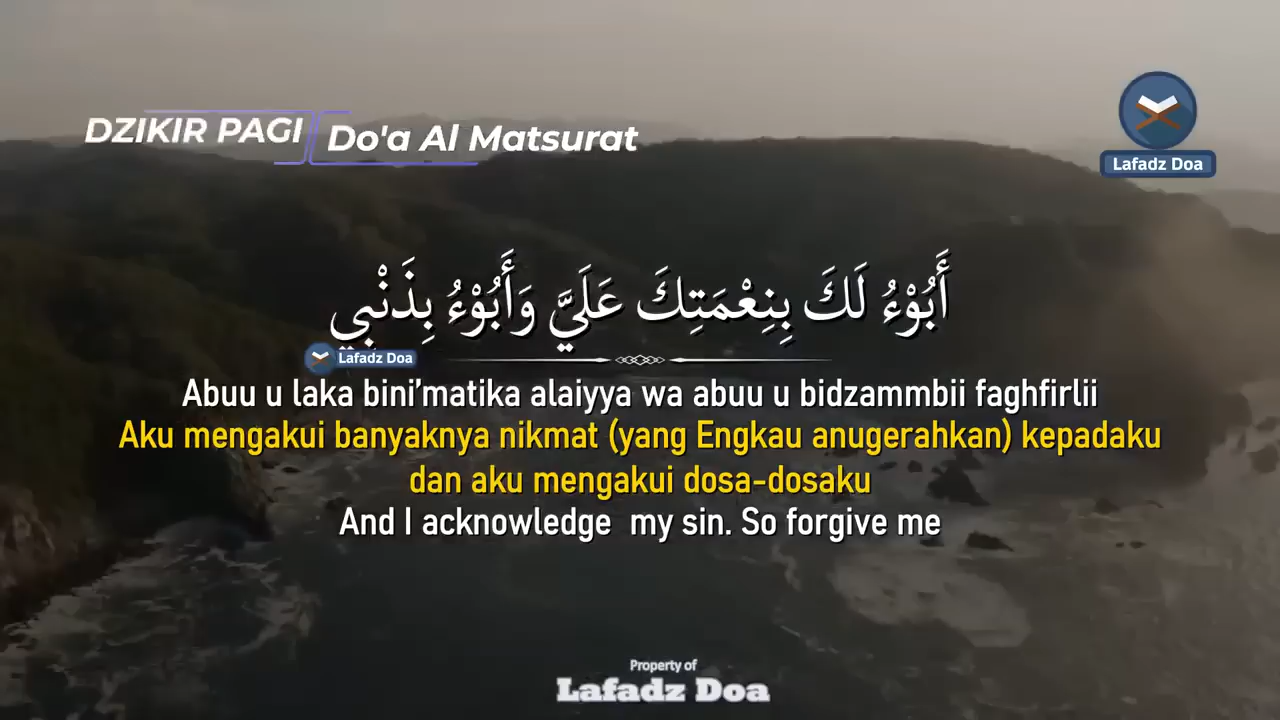 DZIKIR PAGI
Do'a Al Matsurat
Lafadz Doa
أَبُوْءُ لَكَ بِنِعْمَتِكَ عَلَيَّ وَأَبُوْءُ بِذَنْبِي
Lafadz Doa
Abuu u laka bini’matika alaiyya wa abuu u bidzammbii faghfirlii
Aku mengakui banyaknya nikmat (yang Engkau anugerahkan) kepadaku
dan aku mengakui dosa-dosaku
And I acknowledge my sin. So forgive me
Property of
Lafadz Doa